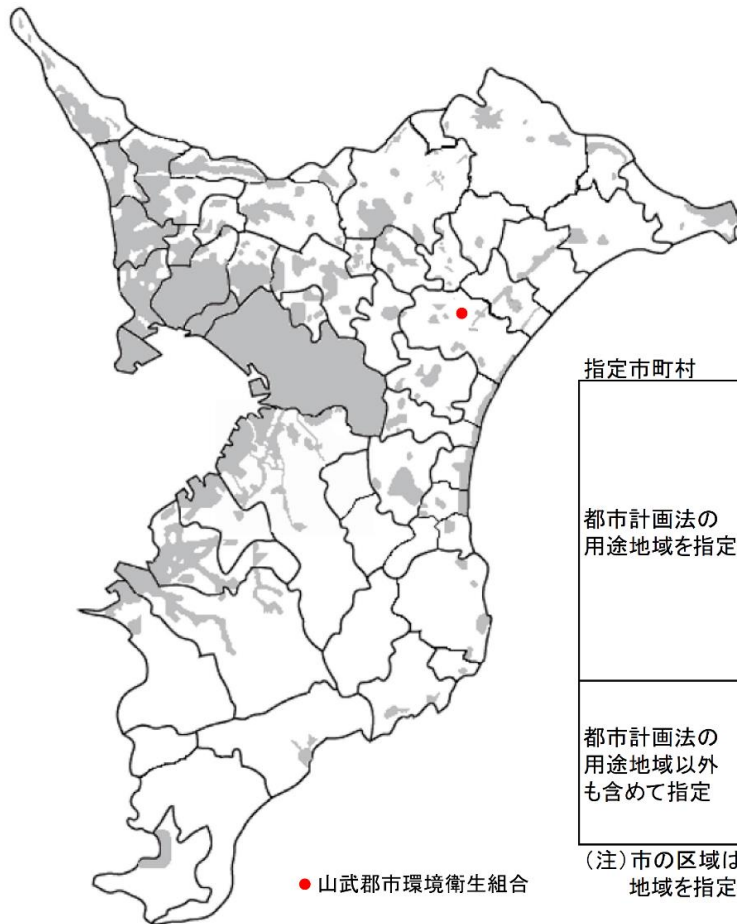 指定市町村
都市計画法の
用途地域を指定
都市計画法の
用途地域以外
も含めて指定
(注)市の区域は
地域を指定
●山武郡市環境衛生組合